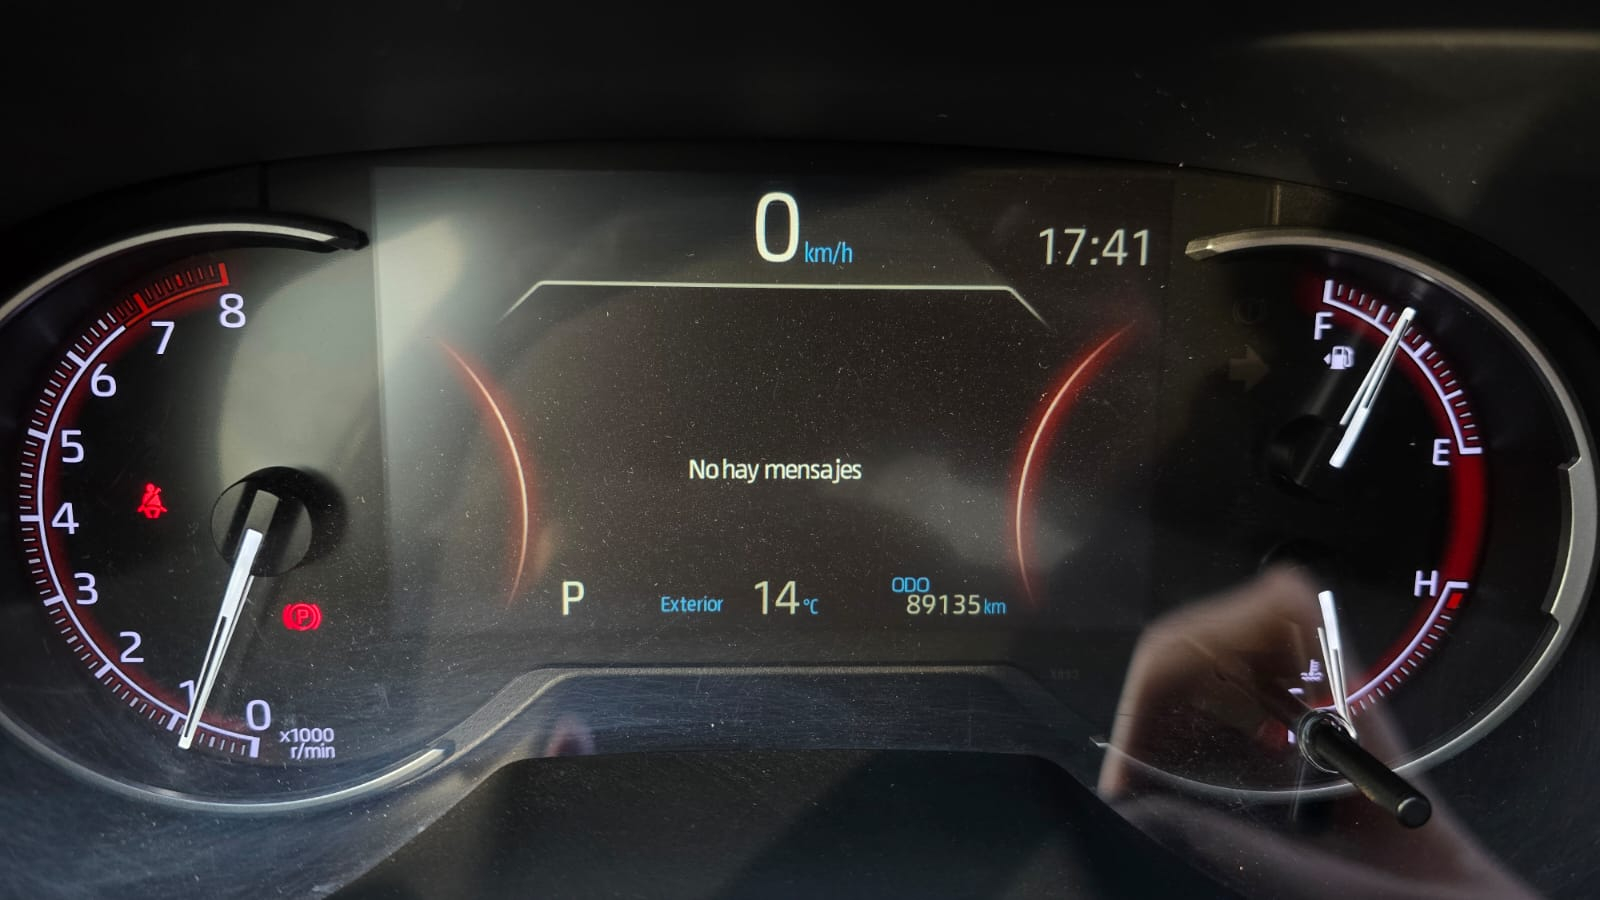 0 km/h
17:41
8
7
6
5
4
3
2
1
0
x1000
r/min
P
No hay mensajes
P
Exterior 14 °C
ODO
89135 km
F
E
H